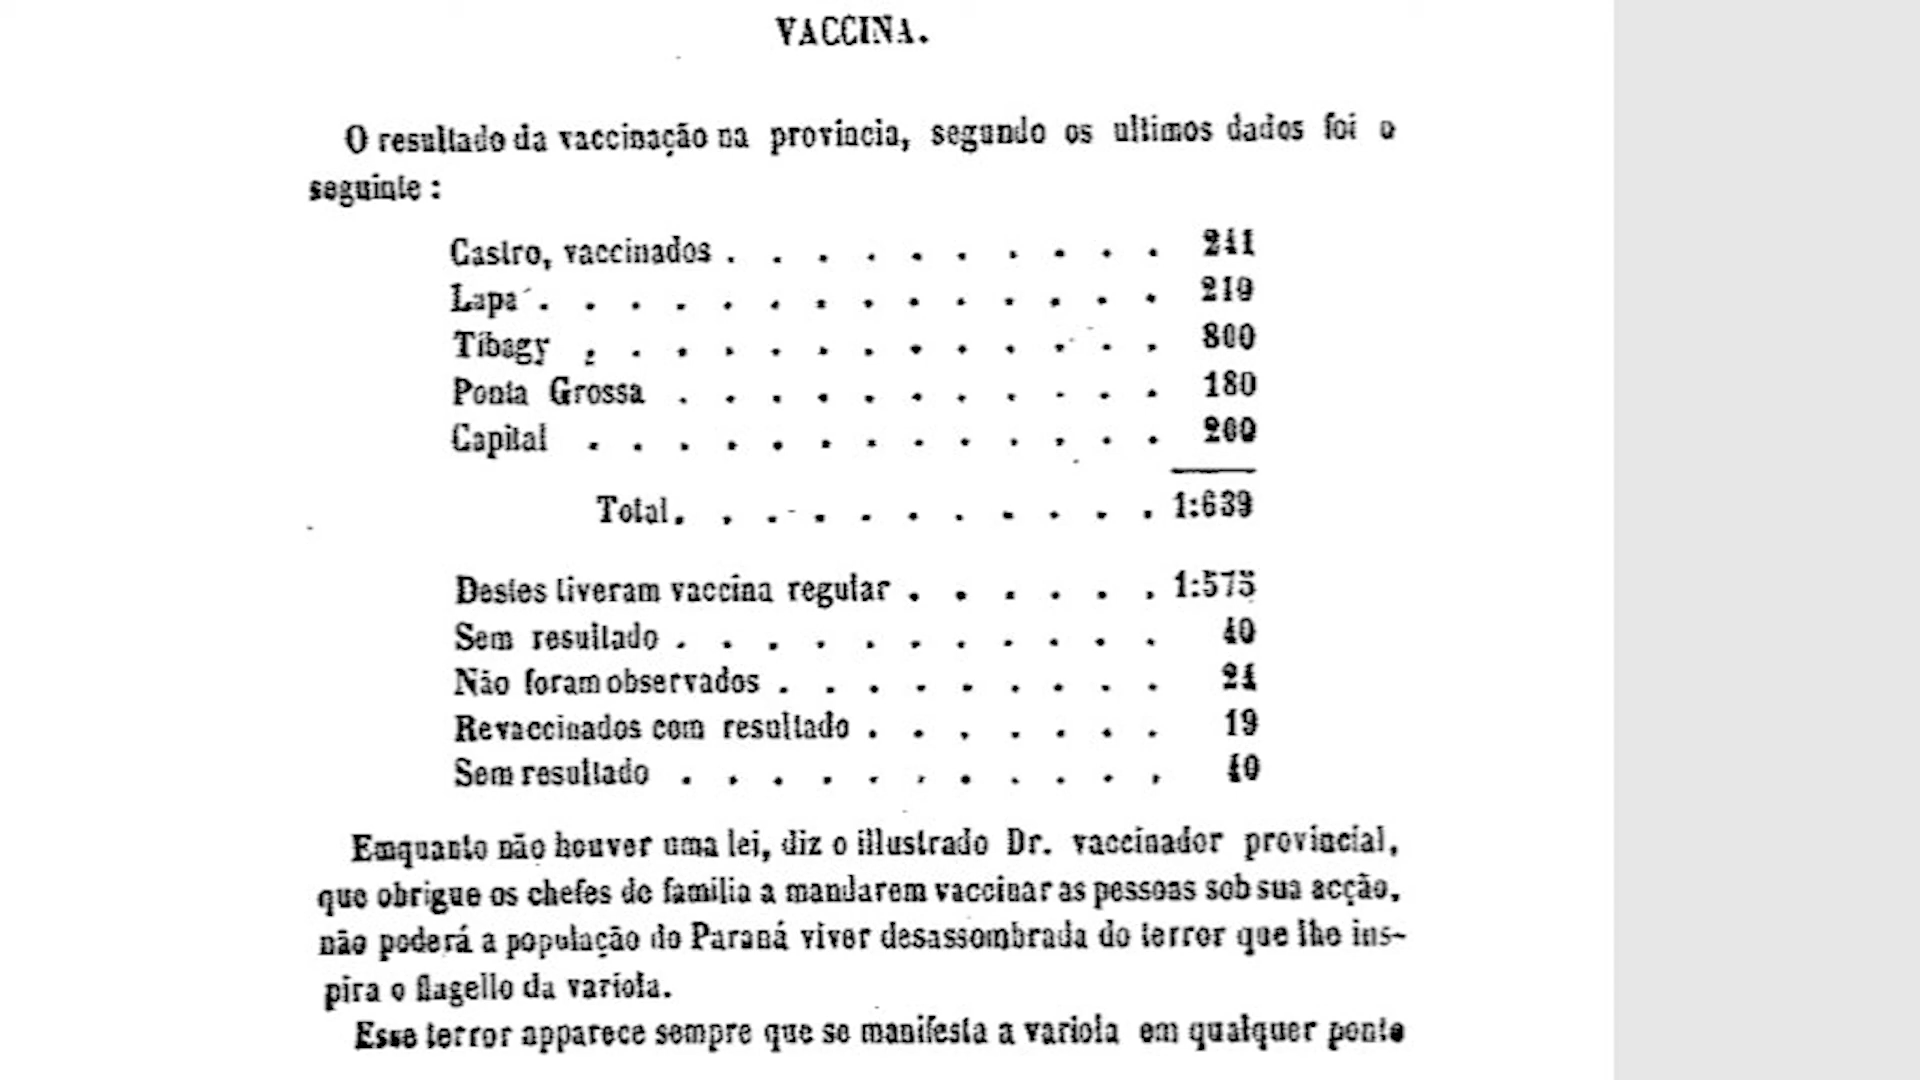 VACCINA.
O resultado da vaccinação na provincia, segundo os ultimos dados foi o
seguinte :
Castro, vaccinados . . . . . . . . . . 241
Lapa . . . . . . . . . . . . . . 219
Tibagy . . . . . . . . . . . . . 800
Ponta Grossa . . . . . . . . . . . 180
Capital . . . . . . . . . . . . . 200
Total. . . . . . . . . . . 1:639
Destes tiveram vaccina regular . . . . . . 1:575
Sem resultado . . . . . . . . . . . 40
Não foram observados . . . . . . . . . 24
Revaccinados com resultado . . . . . . . 19
Sem resultado . . . . . . . . . . . 40
Emquanto não houver uma lei, diz o illustrado Dr. vaccinador provincial,
que obrigue os chefes de familia a mandarem vaccinar as pessoas sob sua acção,
não poderá a população do Paraná viver desassombrada do terror que lhe ins-
pira o flagello da variola.
Esse terror apparece sempre que se manifesta a variola em qualquer ponto